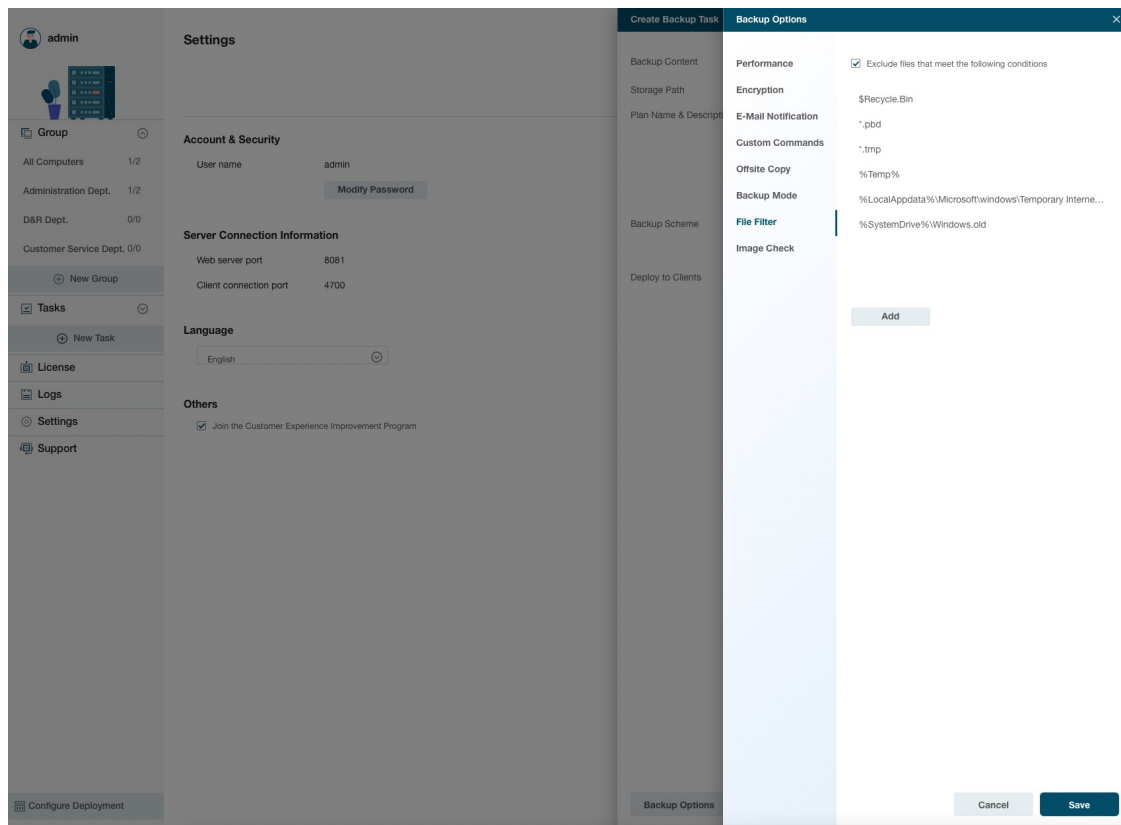 admin
Group
All Computers 1/2
Administration Dept. 1/2
D&R Dept. 0/0
Customer Service Dept. 0/0
New Group
Tasks
New Task
License
Logs
Settings
Support
Configure Deployment
Settings
Account & Security
User name admin
Modify Password
Server Connection Information
Web server port 8081
Client connection port 4700
Language
English
Others
Join the Customer Experience Improvement Program
Create Backup Task
Backup Content
Storage Path
Plan Name & Descripti
Backup Scheme
Deploy to Clients
Backup Options
Backup Options
Performance
Encryption
E-Mail Notification
Custom Commands
Offsite Copy
Backup Mode
File Filter
Image Check
Exclude files that meet the following conditions
$Recycle.Bin
*.pbd
*.tmp
%Temp%
%LocalAppdata%\Microsoft\windows\Temporary Interne...
%SystemDrive%\Windows.old
Add
Cancel
Save